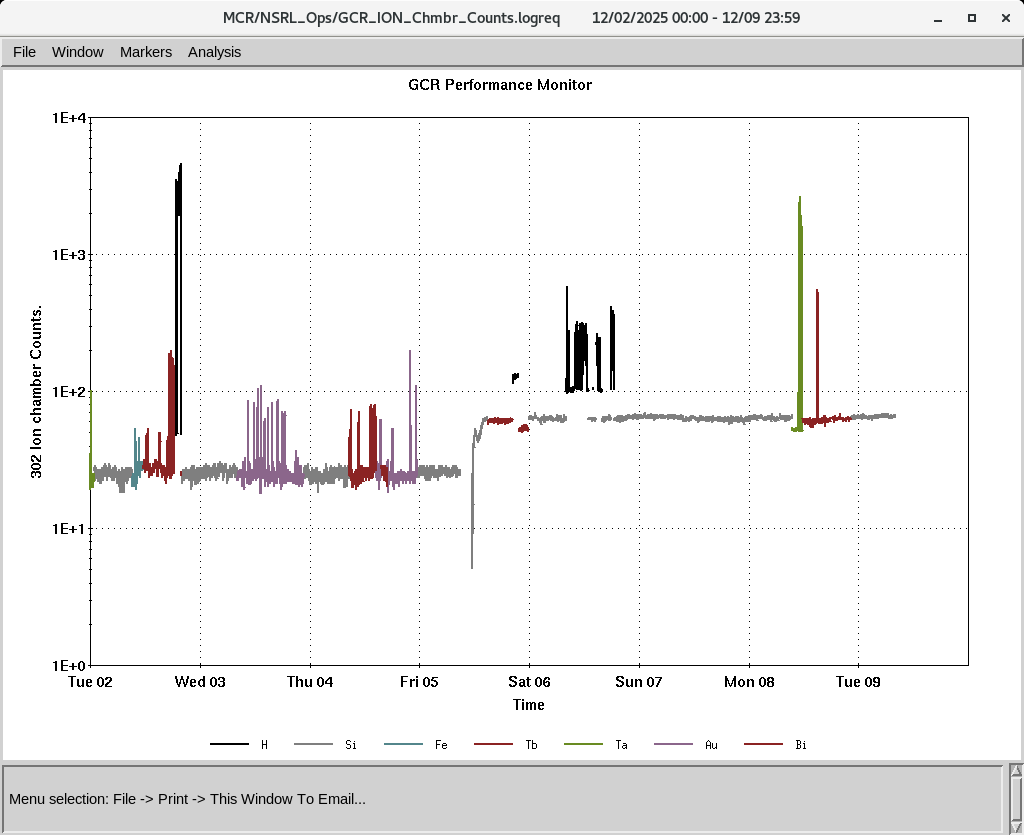 MCR/NSRL_Ops/GCR_ION_Chmbr_Counts.logreq 12/02/2025 00:00 - 12/09 23:59
File Window Markers Analysis
GCR Performance Monitor
302 Ion chamber Counts.
1E+4
1E+3
1E+2
1E+1
1E+0
Tue 02 Wed 03 Thu 04 Fri 05 Sat 06 Sun 07 Mon 08 Tue 09
Time
H Si Fe Tb Ta Au Bi
Menu selection: File -> Print -> This Window To Email...